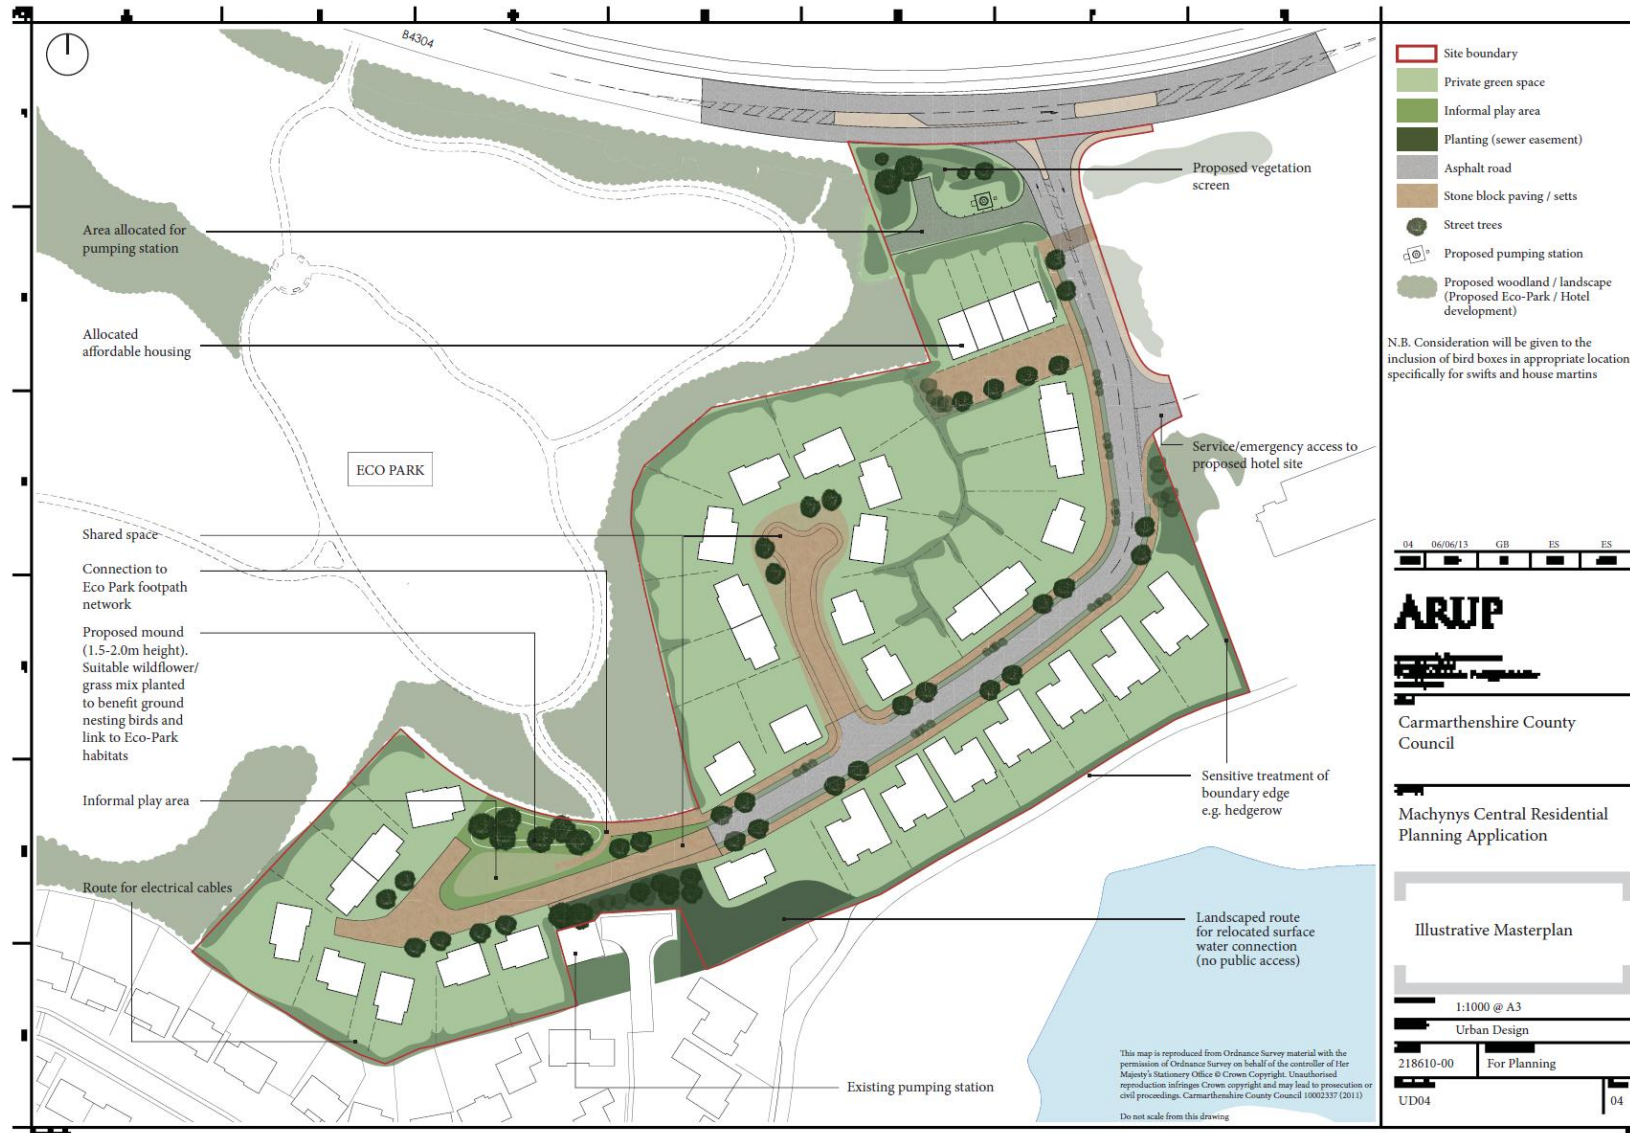 B4304
Area allocated for
pumping station
Allocated
affordable housing
ECO PARK
Shared space
Connection to
Eco Park footpath
network
Proposed mound
(1.5-2.0m height).
Suitable wildflower/
grass mix planted
to benefit ground
nesting birds and
link to Eco-Park
habitats
Informal play area
Route for electrical cables
Proposed vegetation
screen
Service/emergency access to
proposed hotel site
Sensitive treatment of
boundary edge
e.g. hedgerow
Landscaped route
for relocated surface
water connection
(no public access)
Existing pumping station
This map is reproduced from Ordnance Survey material with the
permission of Ordnance Survey on behalf of the controller of Her
Majesty's Stationery Office © Crown Copyright. Unauthorised
reproduction infringes Crown copyright and may lead to prosecution or
civil proceedings. Carmarthenshire County Council 10002337 (2011)
Do not scale from this drawing
Site boundary
Private green space
Informal play area
Planting (sewer easement)
Asphalt road
Stone block paving / setts
Street trees
Proposed pumping station
Proposed woodland / landscape
(Proposed Eco-Park / Hotel
development)
N.B. Consideration will be given to the
inclusion of bird boxes in appropriate location
specifically for swifts and house martins
04 06/06/13 GB ES ES
ARUP
Carmarthenshire County
Council
Machynys Central Residential
Planning Application
Illustrative Masterplan
1:1000 @ A3
Urban Design
218610-00 For Planning
UD04 04